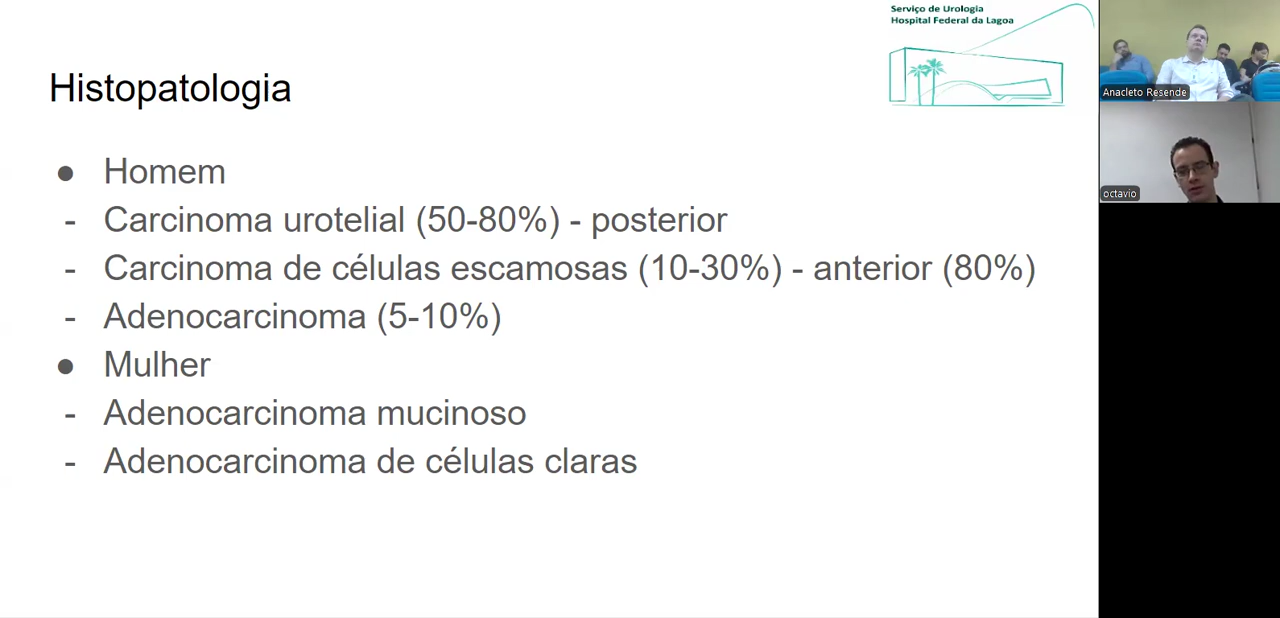 Serviço de Urologia
Hospital Federal da Lagoa
Histopatologia
● Homem
- Carcinoma urotelial (50-80%) - posterior
- Carcinoma de células escamosas (10-30%) - anterior (80%)
- Adenocarcinoma (5-10%)
● Mulher
- Adenocarcinoma mucinoso
- Adenocarcinoma de células claras
Anacleto Resende
octavio